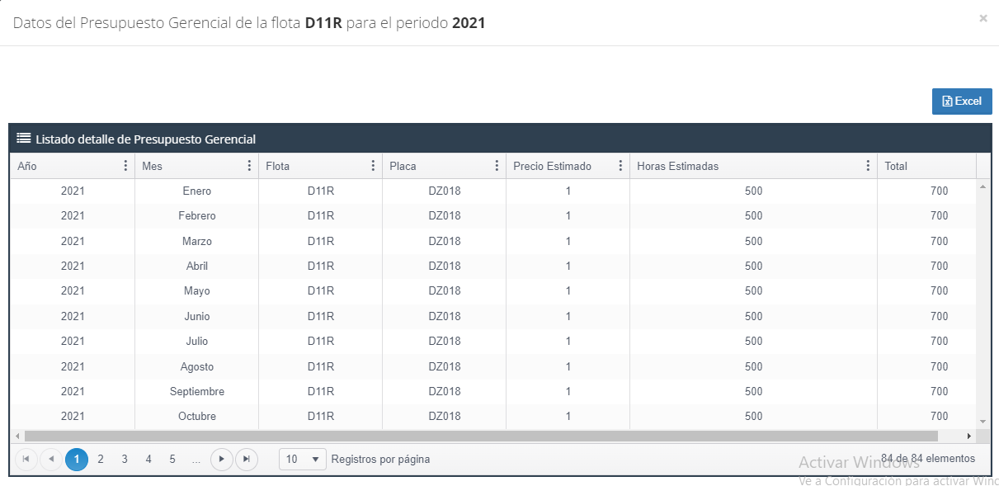 Datos del Presupuesto Gerencial de la flota D11R para el periodo 2021 ×
Excel
Listado detalle de Presupuesto Gerencial
Año Mes Flota Placa Precio Estimado Horas Estimadas Total
2021 Enero D11R DZ018 1 500 700
2021 Febrero D11R DZ018 1 500 700
2021 Marzo D11R DZ018 1 500 700
2021 Abril D11R DZ018 1 500 700
2021 Mayo D11R DZ018 1 500 700
2021 Junio D11R DZ018 1 500 700
2021 Julio D11R DZ018 1 500 700
2021 Agosto D11R DZ018 1 500 700
2021 Septiembre D11R DZ018 1 500 700
2021 Octubre D11R DZ018 1 500 700
1 2 3 4 5 ... 10 Registros por página 84 de 84 elementos
Activar Windows
Ve a Configuración para activar Winc